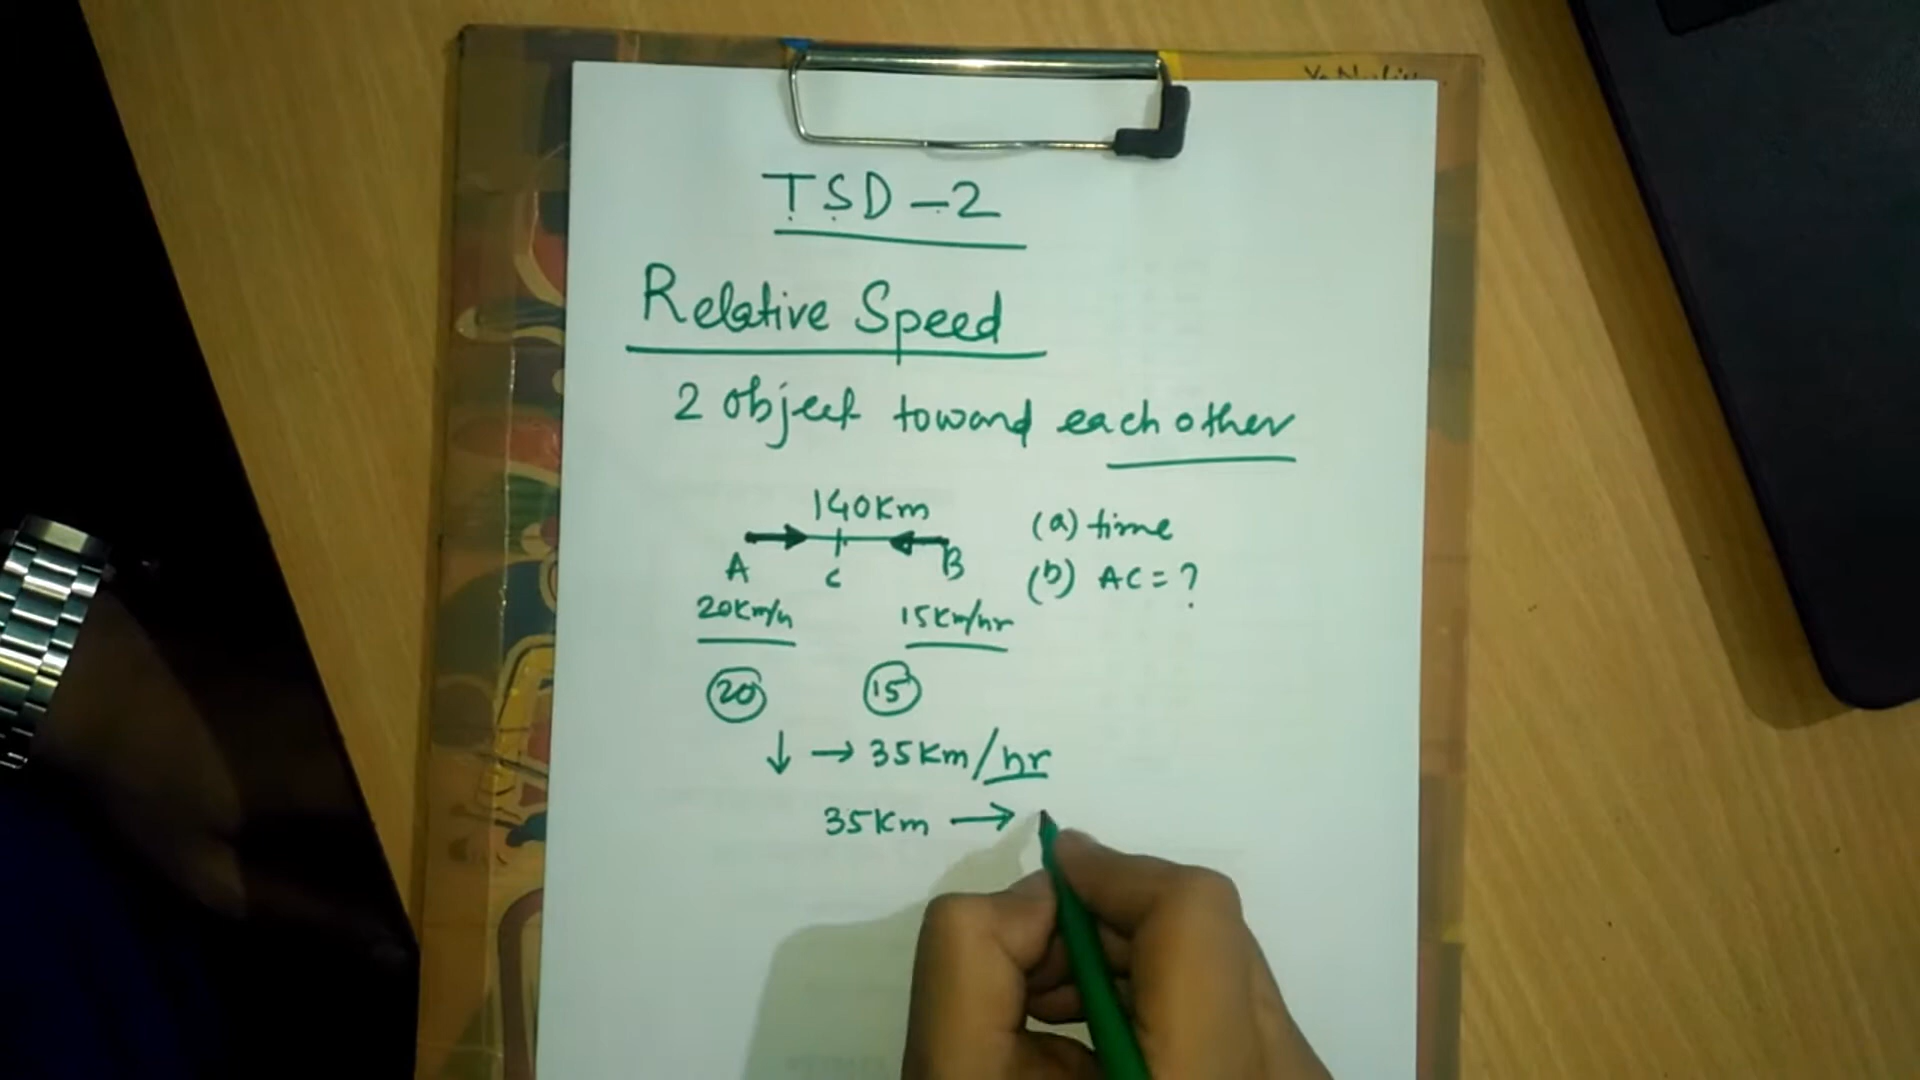 TSD-2
Relative Speed
2 object toward each other
140Km
A C B
20Km/h 15Km/hr
(a) time
(b) AC = ?
20 15
↓ → 35Km/hr
35Km →